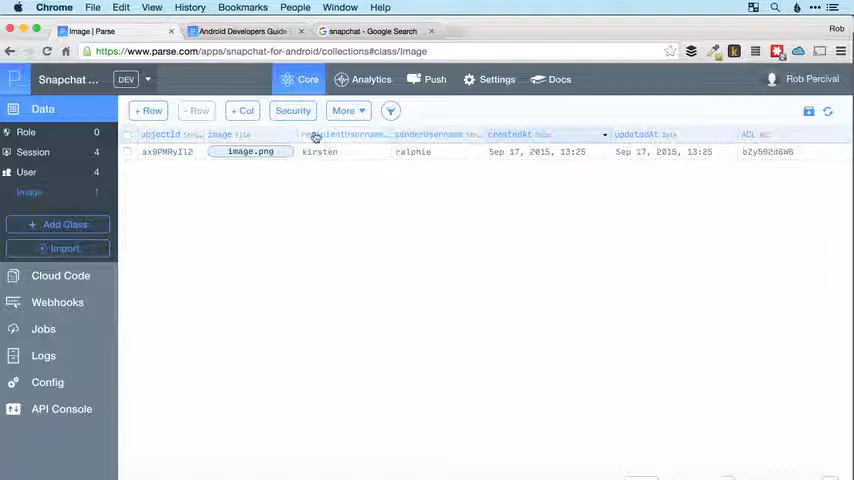 Chrome File Edit View History Bookmarks People Window Help
Image | Parse Android Developers Guide snapchat - Google Search Rob
https://www.parse.com/apps/snapchat-for-android/collections#class/Image
Snapchat ... DEV Core Analytics Push Settings Docs Rob Percival
Data + Row - Row + Col Security More
Role 0 objectId image recipientUsername... senderUsername createdAt updatedAt ACL
Session 4 ax9PMRyIl2 image.png kirsten ralphie Sep 17, 2015, 13:25 Sep 17, 2015, 13:25 bZy592d6W6
User 4
Image 1
+ Add Class
Import
Cloud Code
Webhooks
Jobs
Logs
Config
API Console